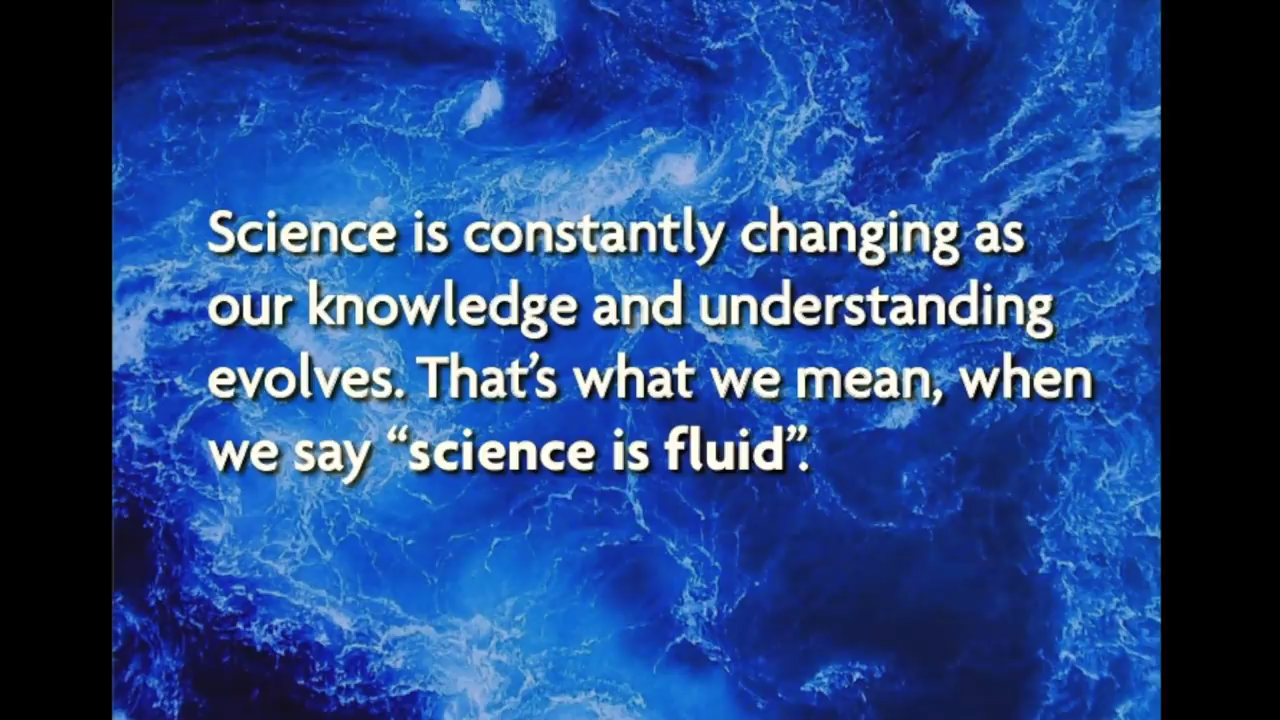 Science is constantly changing as
our knowledge and understanding
evolves. That’s what we mean, when
we say “science is fluid”.